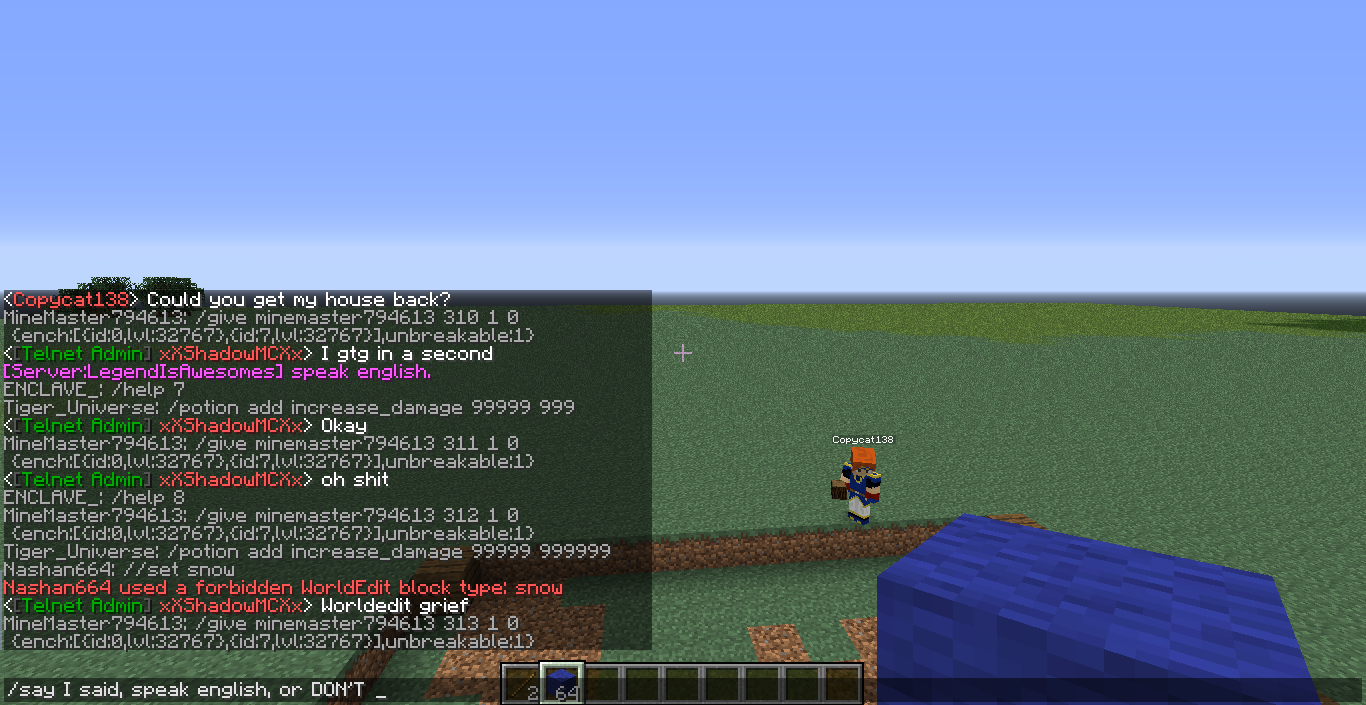 <Copycat138> Could you get my house back?
MineMaster794613: /give minemaster794613 310 1 0
{ench:[{id:0,lvl:32767},{id:7,lvl:32767}],unbreakable:1}
<[Telnet Admin] xXShadowMCXx> I gtg in a second
[Server:LegendIsAwesomes] speak english.
ENCLAVE_: /help 7
Tiger_Universe: /potion add increase_damage 99999 999
<[Telnet Admin] xXShadowMCXx> Okay
MineMaster794613: /give minemaster794613 311 1 0
{ench:[{id:0,lvl:32767},{id:7,lvl:32767}],unbreakable:1}
Copycat138
<[Telnet Admin] xXShadowMCXx> oh shit
ENCLAVE_: /help 8
MineMaster794613: /give minemaster794613 312 1 0
{ench:[{id:0,lvl:32767},{id:7,lvl:32767}],unbreakable:1}
Tiger_Universe: /potion add increase_damage 99999 999999
Nashan664: //set snow
Nashan664 used a forbidden WorldEdit block type: snow
<[Telnet Admin] xXShadowMCXx> Worldedit grief
MineMaster794613: /give minemaster794613 313 1 0
{ench:[{id:0,lvl:32767},{id:7,lvl:32767}],unbreakable:1}
/say I said, speak english, or DON'T _
2 64